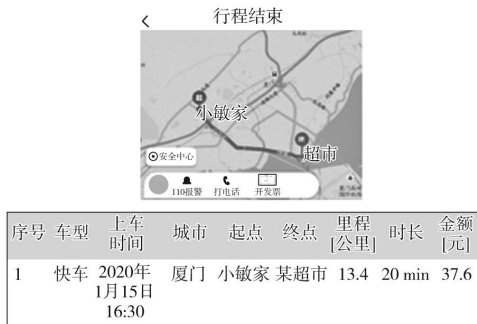 行程结束
小敏家
超市
安全中心
110报警 打电话 开发票
序号 车型 上车时间 城市 起点 终点 里程[公里] 时长 金额[元]
1 快车 2020年1月15日16:30 厦门 小敏家 某超市 13.4 20 min 37.6